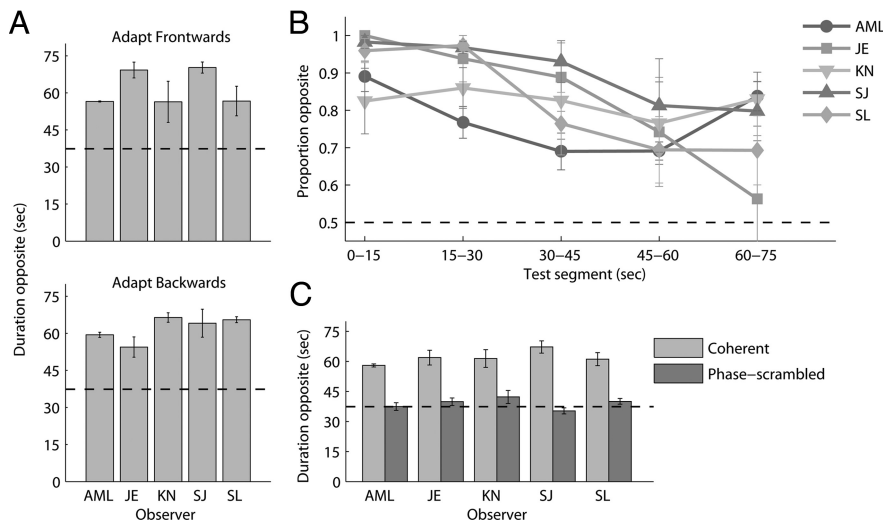 A
Adapt Frontwards
75
60
45
30
15
0
Adapt Backwards
75
60
45
30
15
0
AML JE KN SJ SL
Observer
Duration opposite (sec)
B
1
0.9
0.8
0.7
0.6
0.5
Proportion opposite
0–15 15–30 30–45 45–60 60–75
Test segment (sec)
AML
JE
KN
SJ
SL
C
75
60
45
30
15
0
Duration opposite (sec)
AML JE KN SJ SL
Observer
Coherent
Phase–scrambled